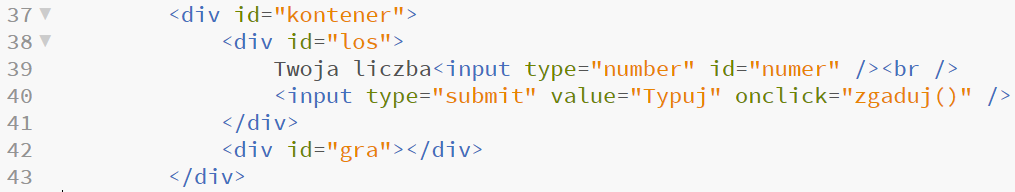 37 <div id="kontener">
38 <div id="los">
39 Twoja liczba<input type="number" id="numer" /><br />
40 <input type="submit" value="Typuj" onclick="zgaduj()" />
41 </div>
42 <div id="gra"></div>
43 </div>